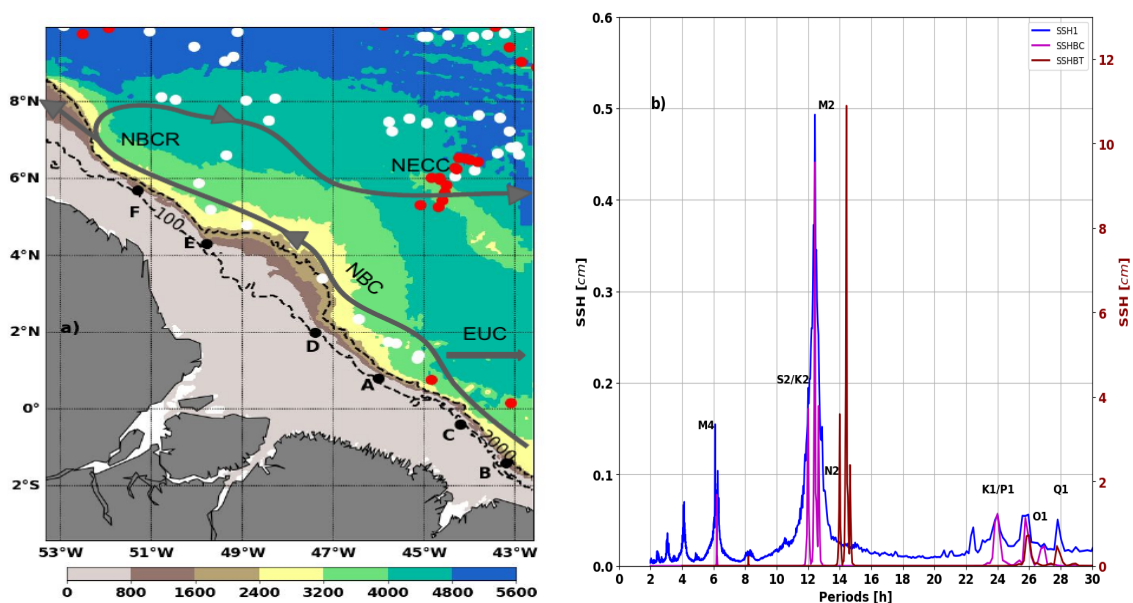 a)
NBCR
NECC
NBC
EUC
F
E
D
A
C
B
100
2000
8°N
6°N
4°N
2°N
0°
2°S
53°W 51°W 49°W 47°W 45°W 43°W
0 800 1600 2400 3200 4000 4800 5600
b)
SSH1
SSHBC
SSHBT
M2
S2/K2
M4
N2
K1/P1
O1
Q1
SSH [cm]
0.6
0.5
0.4
0.3
0.2
0.1
0.0
0 2 4 6 8 10 12 14 16 18 20 22 24 26 28 30
Periods [h]
12
10
8
6
4
2
0
SSH [cm]